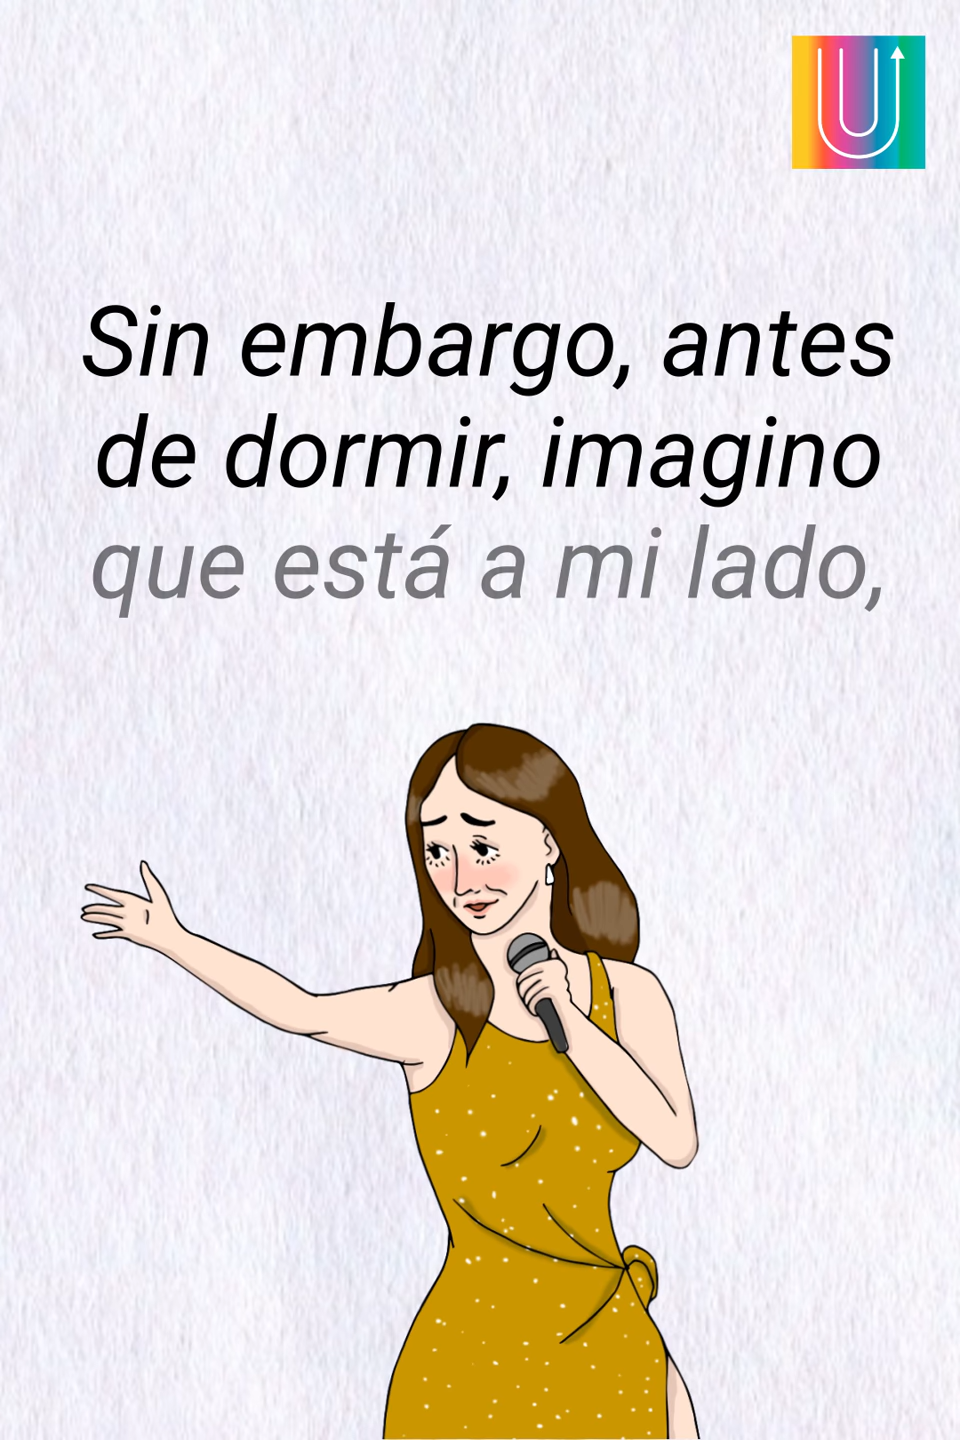 U
Sin embargo, antes
de dormir, imagino
que está a mi lado,